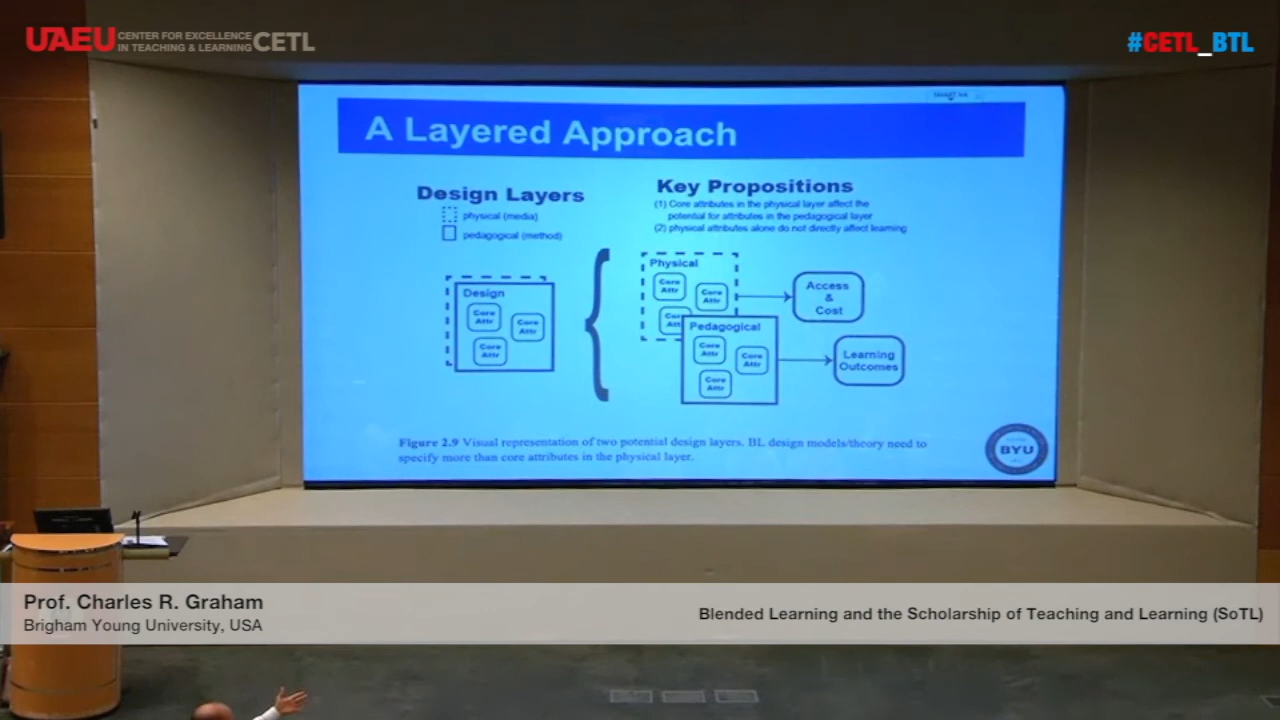 UAEU CENTER FOR EXCELLENCE
IN TEACHING & LEARNING CETL
#CETL_BTL
A Layered Approach
Design Layers
physical (media)
pedagogical (method)
Key Propositions
(1) Core attributes in the physical layer affect the
potential for attributes in the pedagogical layer
(2) physical attributes alone do not directly affect learning
Design
Core
Attr
Core
Attr
Core
Attr
Physical
Core
Attr
Core
Attr
Pedagogical
Core
Attr
Core
Attr
Core
Attr
Access
&
Cost
Learning
Outcomes
Figure 2.9 Visual representation of two potential design layers. BL design models/theory need to
specify more than core attributes in the physical layer.
BYU
Prof. Charles R. Graham
Brigham Young University, USA
Blended Learning and the Scholarship of Teaching and Learning (SoTL)